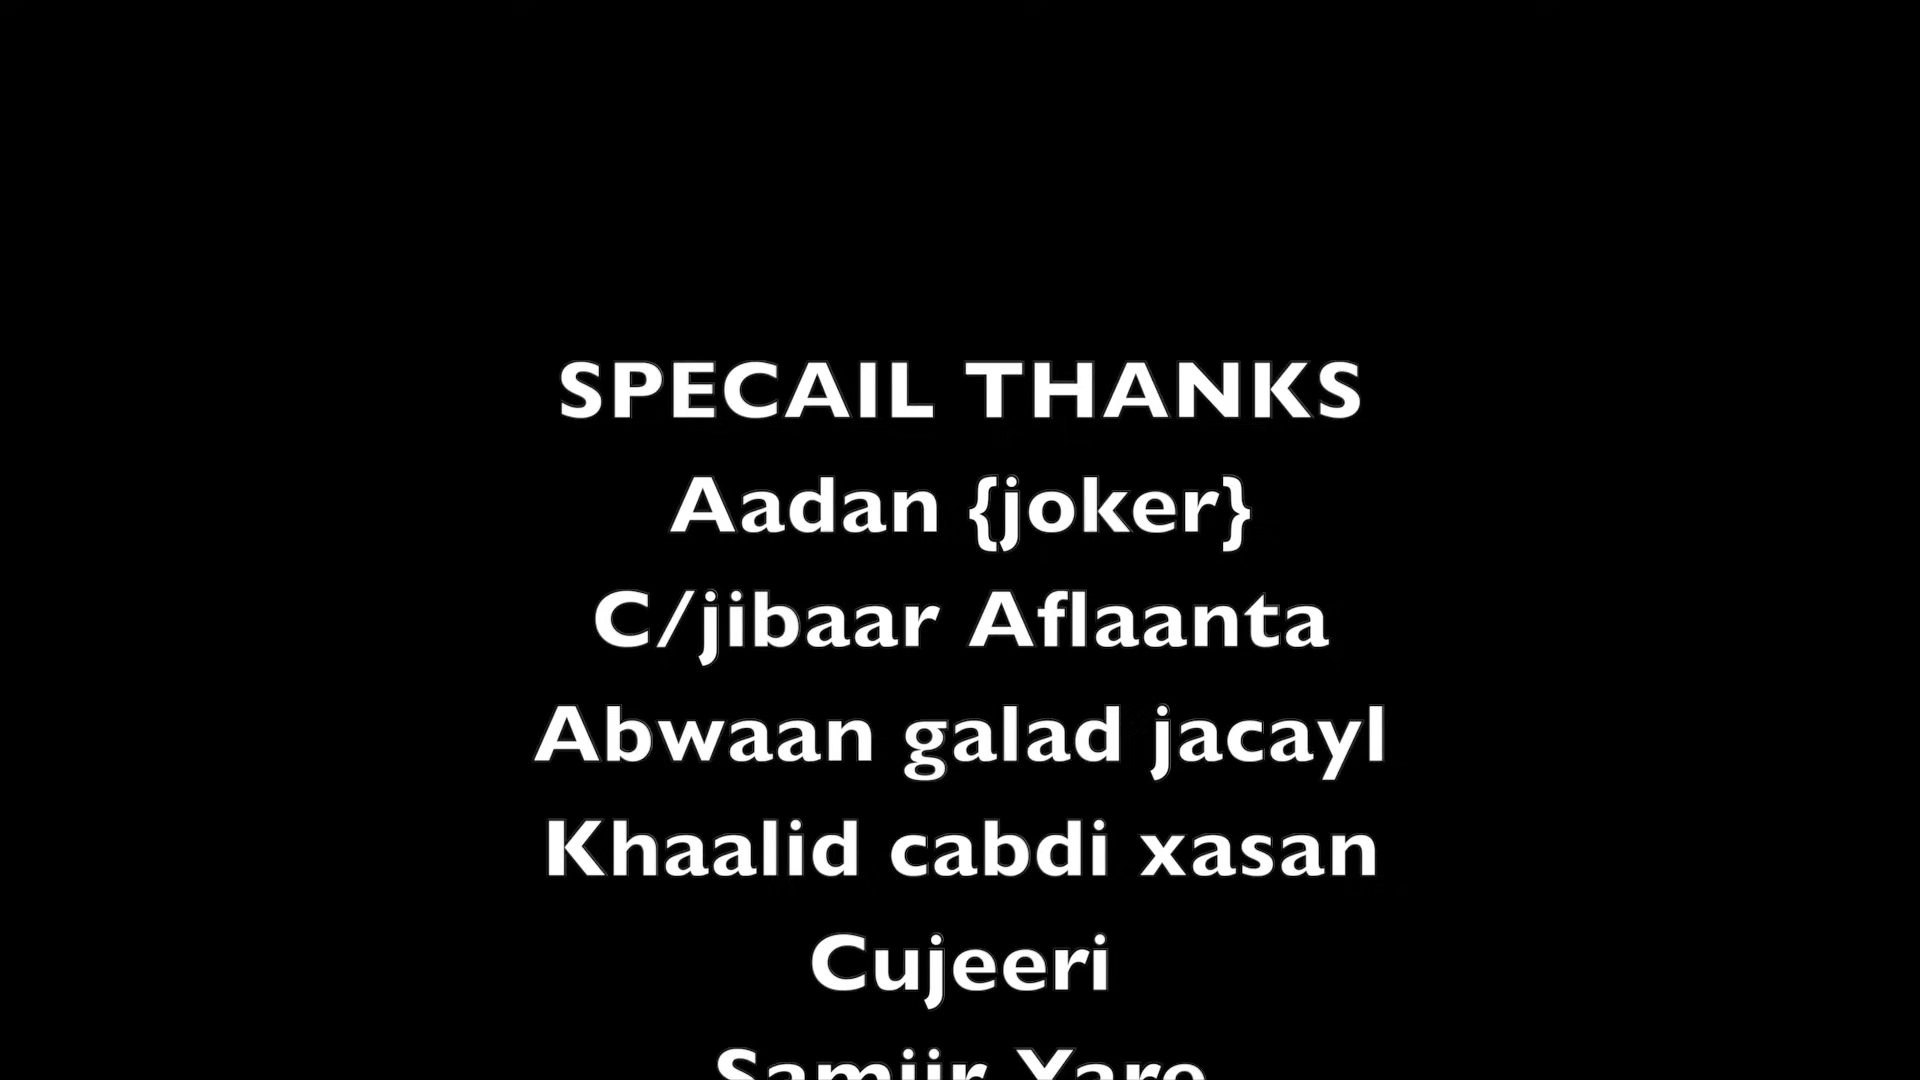 SPECAIL THANKS
Aadan {joker}
C/jibaar Aflaanta
Abwaan galad jacayl
Khaalid cabdi xasan
Cujeeri
Samiir Yare